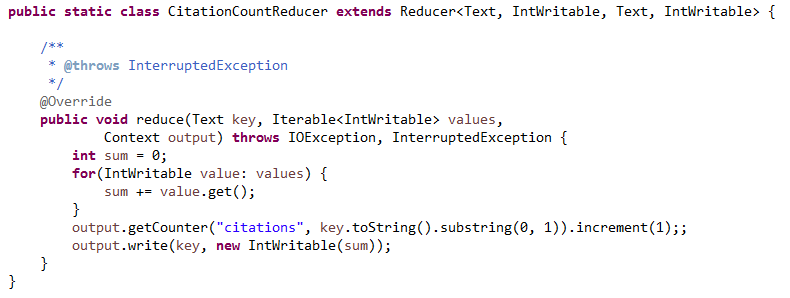 public static class CitationCountReducer extends Reducer<Text, IntWritable, Text, IntWritable> {
/**
* @throws InterruptedException
*/
@Override
public void reduce(Text key, Iterable<IntWritable> values,
Context output) throws IOException, InterruptedException {
int sum = 0;
for(IntWritable value: values) {
sum += value.get();
}
output.getCounter("citations", key.toString().substring(0, 1)).increment(1);;
output.write(key, new IntWritable(sum));
}
}